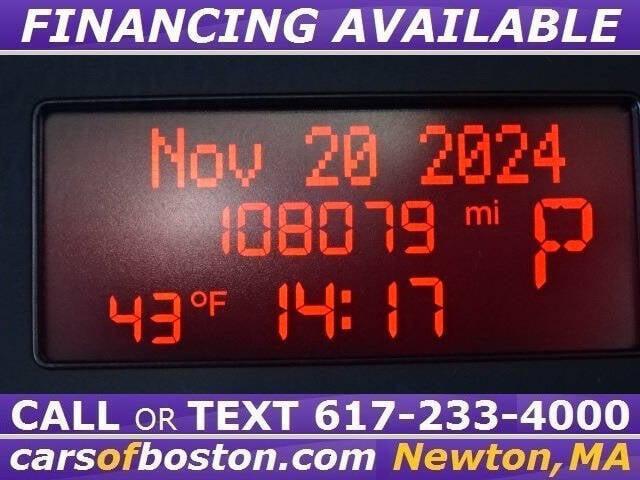 FINANCING AVAILABLE
Nov 20 2024
108079 mi P
43 °F 14:17
CALL OR TEXT 617-233-4000
carsofboston.com Newton, MA